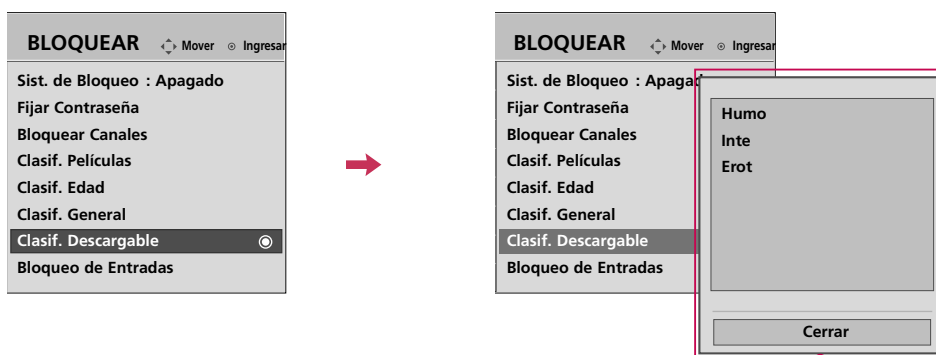 BLOQUEAR Mover Ingresar
Sist. de Bloqueo : Apagado
Fijar Contraseña
Bloquear Canales
Clasif. Películas
Clasif. Edad
Clasif. General
Clasif. Descargable
Bloqueo de Entradas
BLOQUEAR Mover Ingresar
Sist. de Bloqueo : Apagad
Fijar Contraseña
Bloquear Canales
Clasif. Películas
Clasif. Edad
Clasif. General
Clasif. Descargable
Bloqueo de Entradas
Humo
Inte
Erot
Cerrar